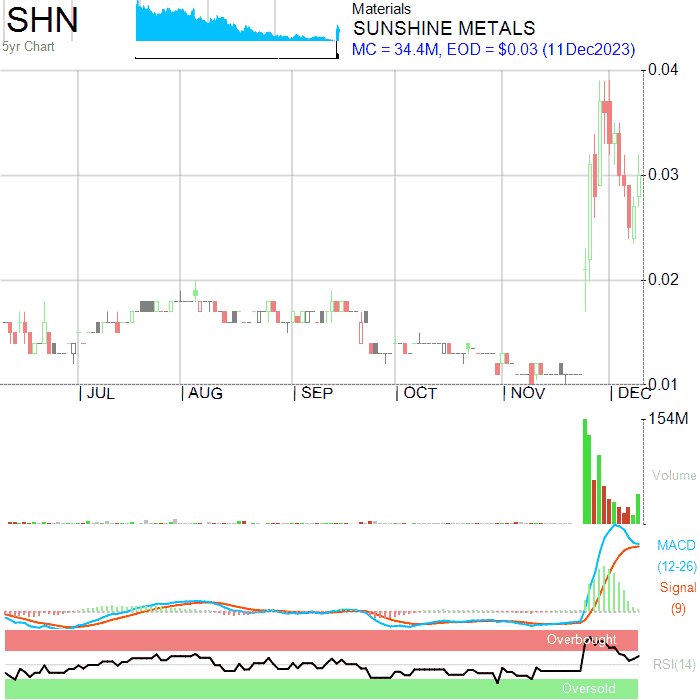 SHN
5yr Chart
Materials
SUNSHINE METALS
MC = 34.4M, EOD = $0.03 (11Dec2023)
0.04
0.03
0.02
0.01
| JUL | AUG | SEP | OCT | NOV | DEC
154M
Volume
MACD
(12-26)
Signal
(9)
Overbought
RSI(14)
Oversold